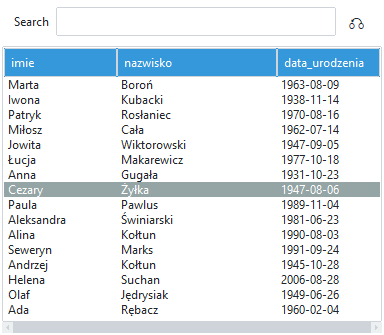 Search
imie nazwisko data_urodzenia
Marta Boroń 1963-08-09
Iwona Kubacki 1938-11-14
Patryk Rosłaniec 1970-08-16
Miłosz Cała 1962-07-14
Jowita Wiktorowski 1947-09-05
Łucja Makarewicz 1977-10-18
Anna Gugała 1931-10-23
Cezary Żyłka 1947-08-06
Paula Pawlus 1989-11-04
Aleksandra Świniarski 1981-06-23
Alina Kołtun 1990-08-03
Seweryn Marks 1991-09-24
Andrzej Kołtun 1945-10-28
Helena Suchan 2006-08-28
Olaf Jędrysiak 1949-06-26
Ada Rębacz 1960-02-04